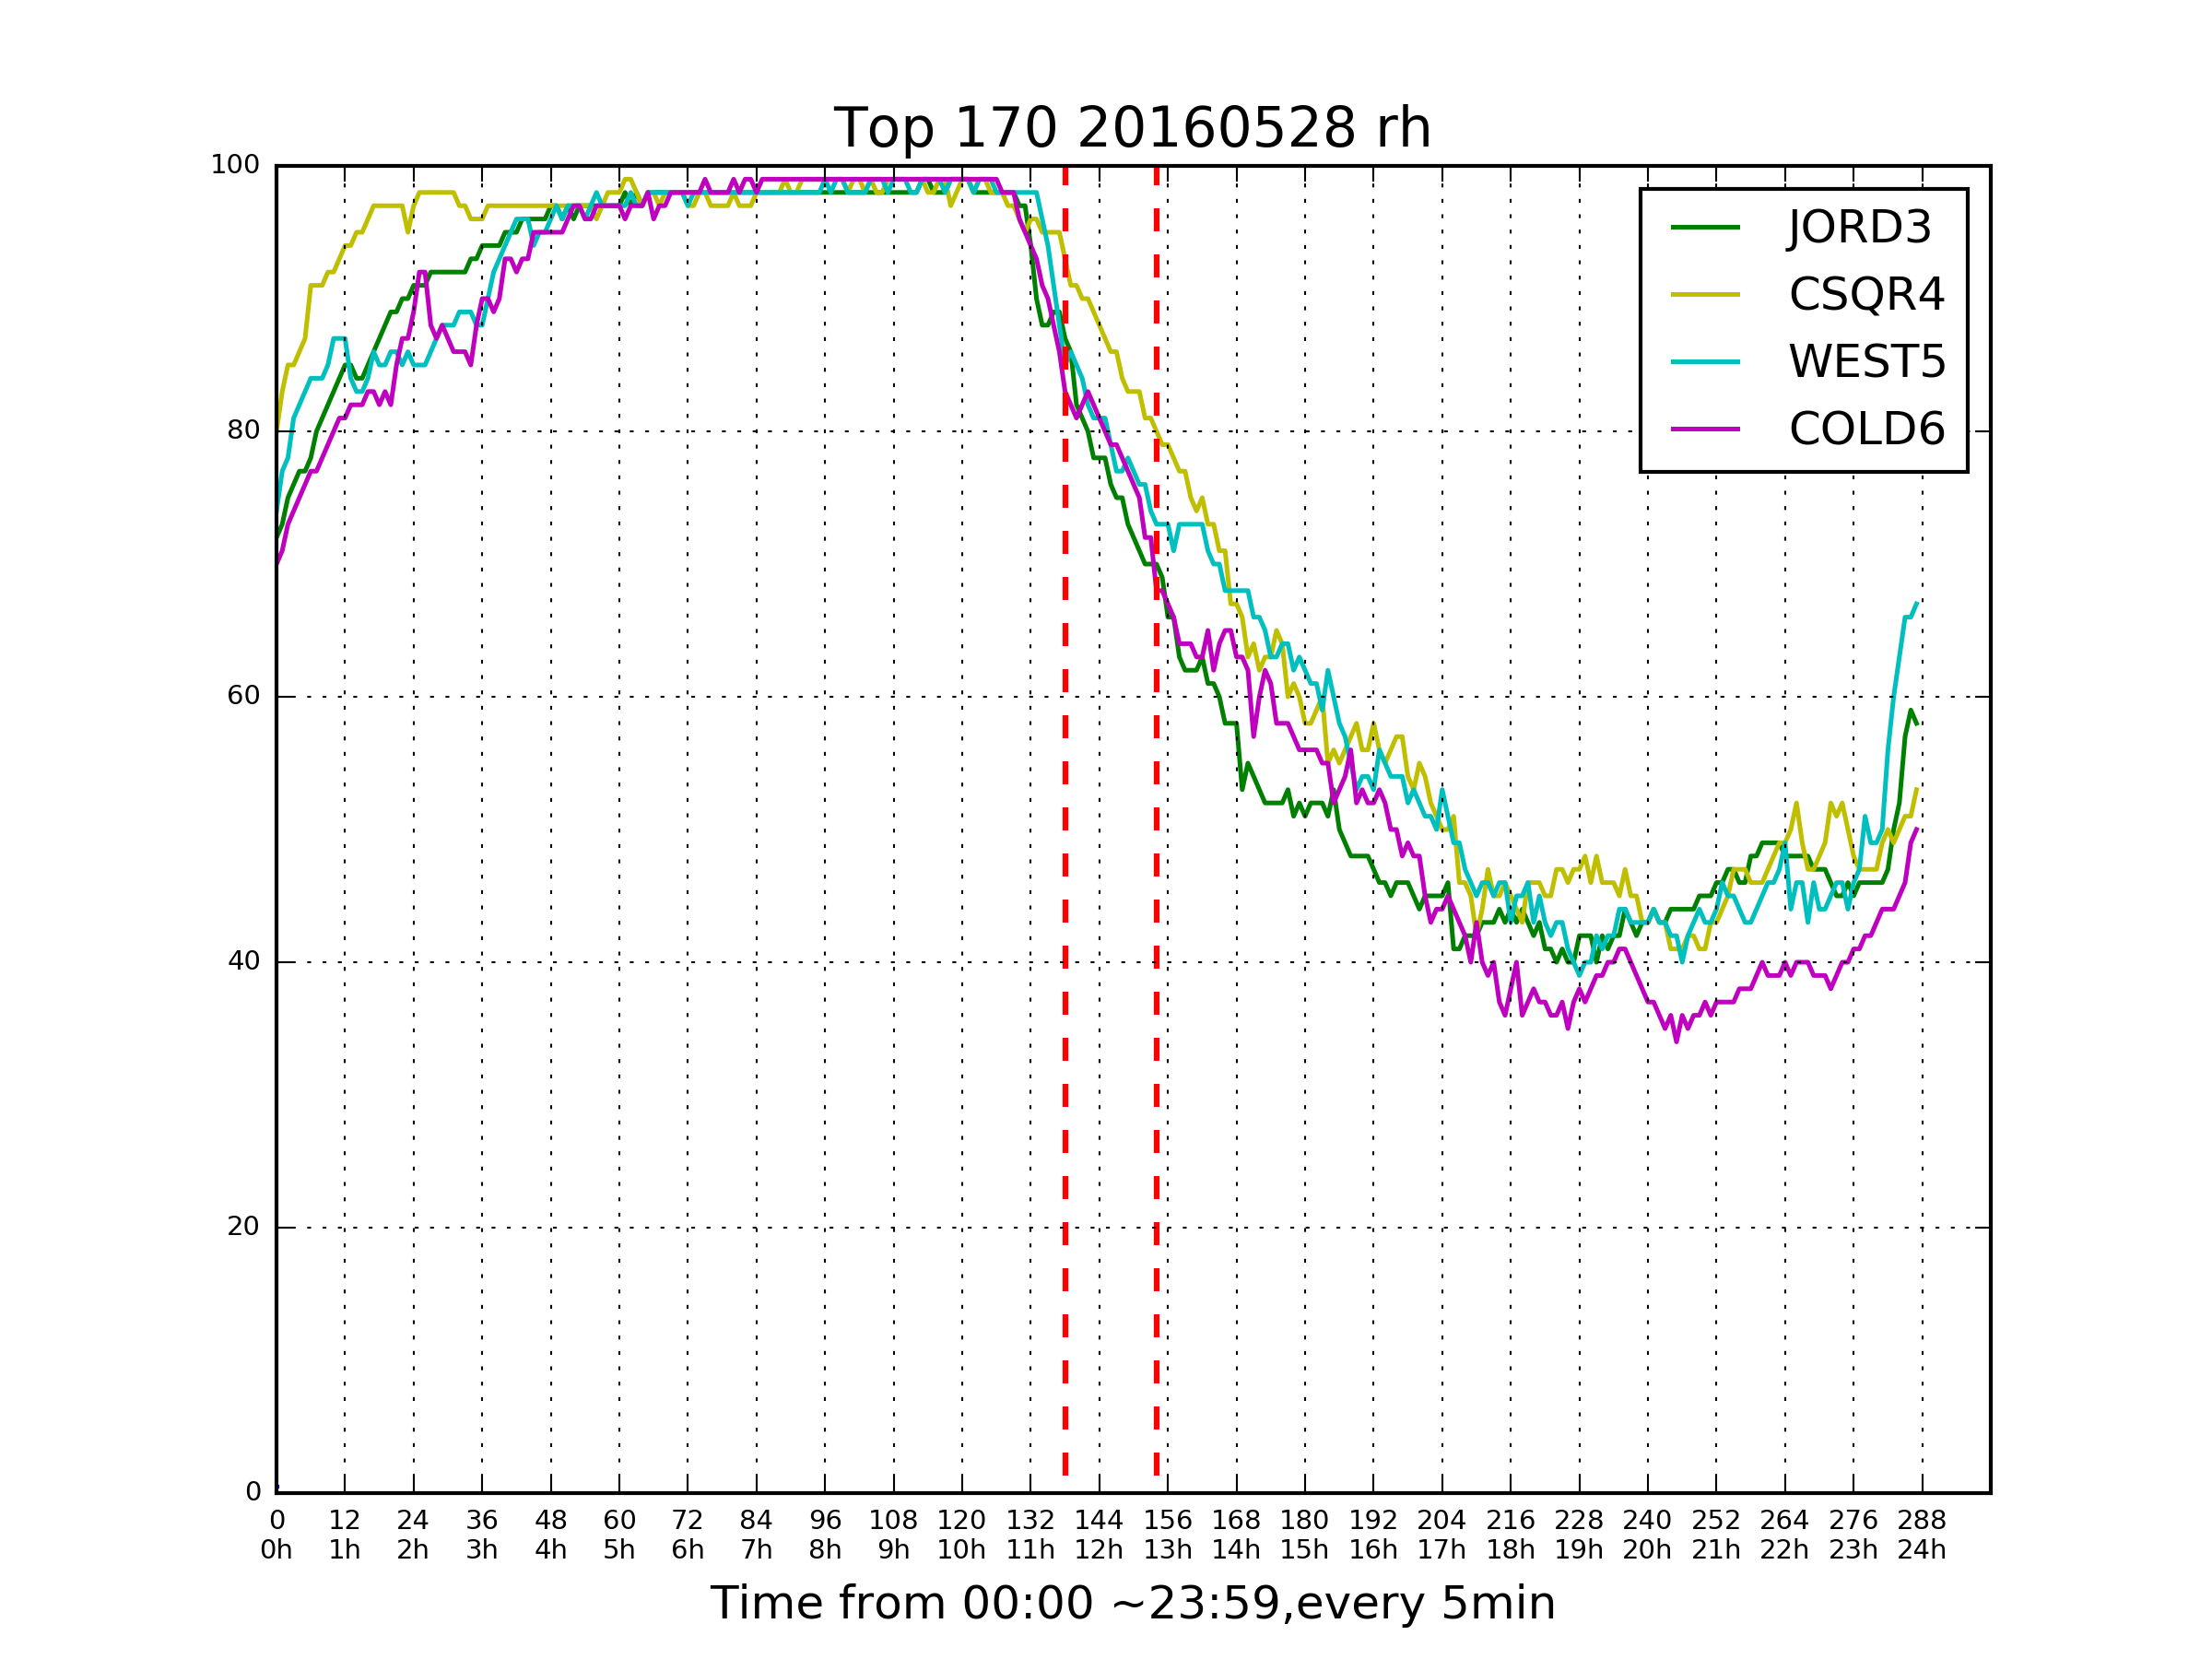 Top 170 20160528 rh
100
80
60
40
20
0
JORD3
CSQR4
WEST5
COLD6
0 12 24 36 48 60 72 84 96 108 120 132 144 156 168 180 192 204 216 228 240 252 264 276 288
0h 1h 2h 3h 4h 5h 6h 7h 8h 9h 10h 11h 12h 13h 14h 15h 16h 17h 18h 19h 20h 21h 22h 23h 24h
Time from 00:00 ~23:59,every 5min